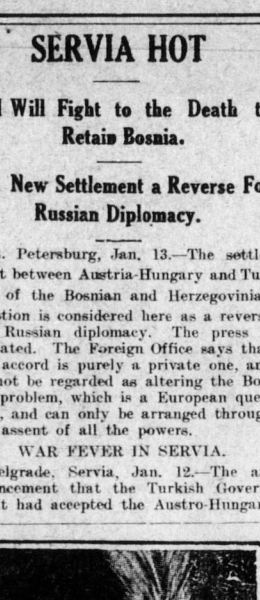 SERVIA HOT
Will Fight to the Death t
Retain Bosnia.
New Settlement a Reverse Fo
Russian Diplomacy.
. Petersburg, Jan. 13.—The settl
t between Austria-Hungary and Tu
of the Bosnian and Herzegovinia
stion is considered here as a revers
Russian diplomacy. The press
ated. The Foreign Office says tha
accord is purely a private one, an
not be regarded as altering the Bo
problem, which is a European que
, and can only be arranged throug
assent of all the powers.
WAR FEVER IN SERVIA.
elgrade, Servia, Jan. 12.—The a
ncement that the Turkish Gover
t had accepted the Austro-Hungar